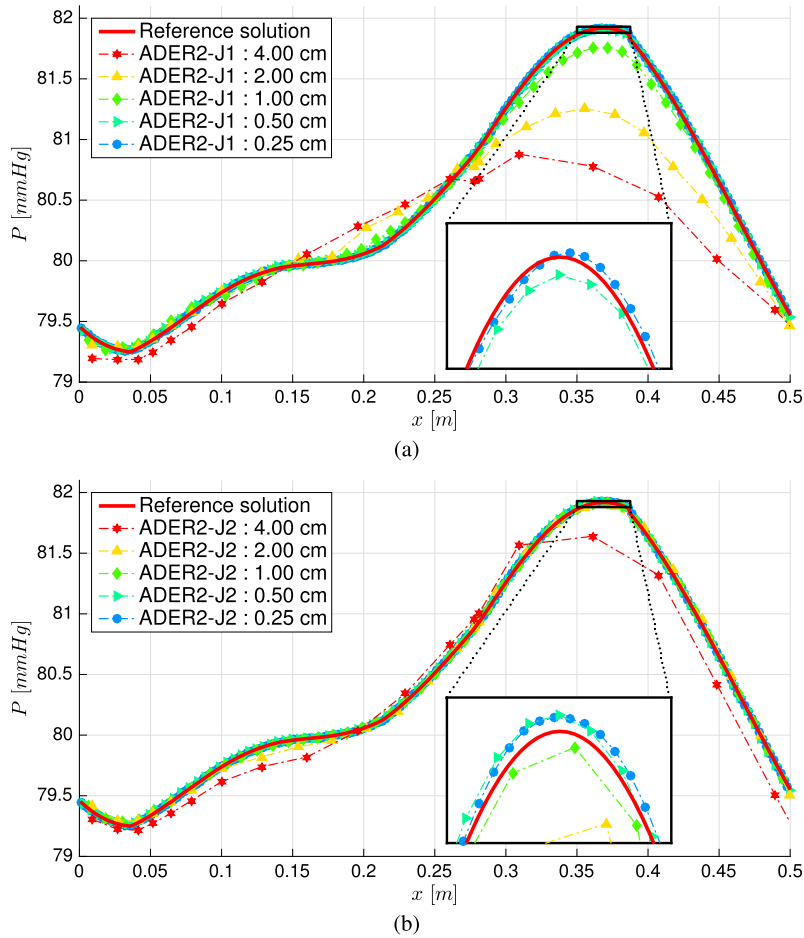 82
81.5
81
80.5
80
79.5
79
P [mmHg]
Reference solution
ADER2-J1 : 4.00 cm
ADER2-J1 : 2.00 cm
ADER2-J1 : 1.00 cm
ADER2-J1 : 0.50 cm
ADER2-J1 : 0.25 cm
0 0.05 0.1 0.15 0.2 0.25 0.3 0.35 0.4 0.45 0.5
x [m]
(a)
82
81.5
81
80.5
80
79.5
79
P [mmHg]
Reference solution
ADER2-J2 : 4.00 cm
ADER2-J2 : 2.00 cm
ADER2-J2 : 1.00 cm
ADER2-J2 : 0.50 cm
ADER2-J2 : 0.25 cm
0 0.05 0.1 0.15 0.2 0.25 0.3 0.35 0.4 0.45 0.5
x [m]
(b)